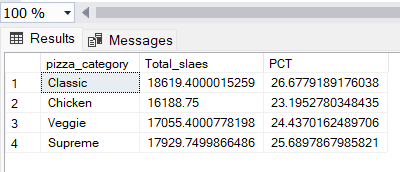 100 %
Results Messages
pizza_category Total_slaes PCT
1 Classic 18619.4000015259 26.6779189176038
2 Chicken 16188.75 23.1952780348435
3 Veggie 17055.4000778198 24.4370162489706
4 Supreme 17929.7499866486 25.6897867985821